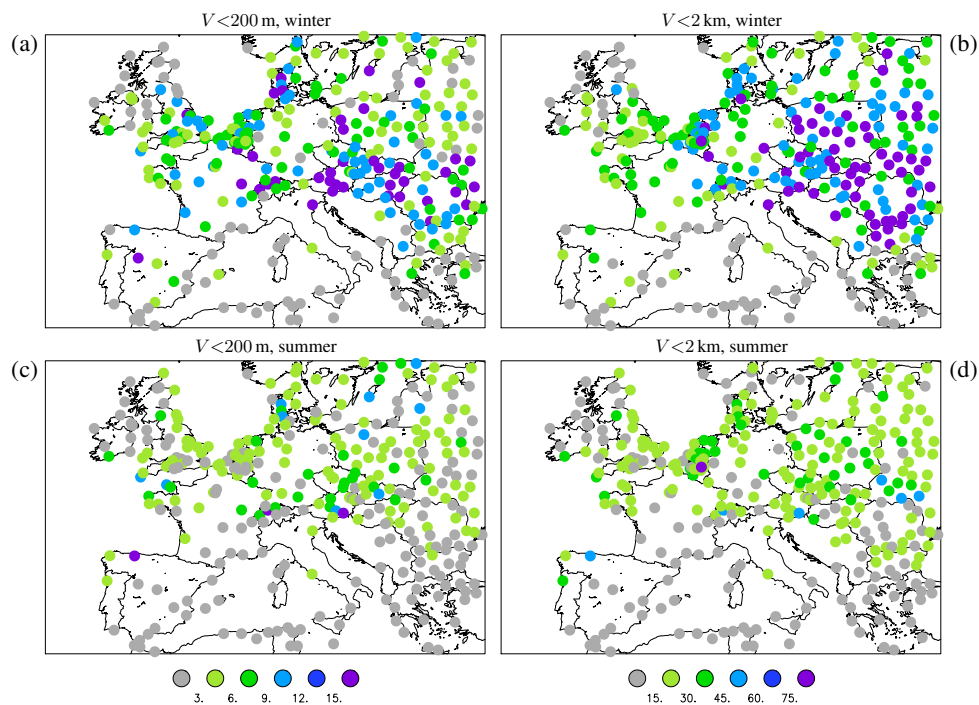 V<200 m, winter
V<2 km, winter
(a)
(b)
V<200 m, summer
V<2 km, summer
(c)
(d)
3. 6. 9. 12. 15.
15. 30. 45. 60. 75.